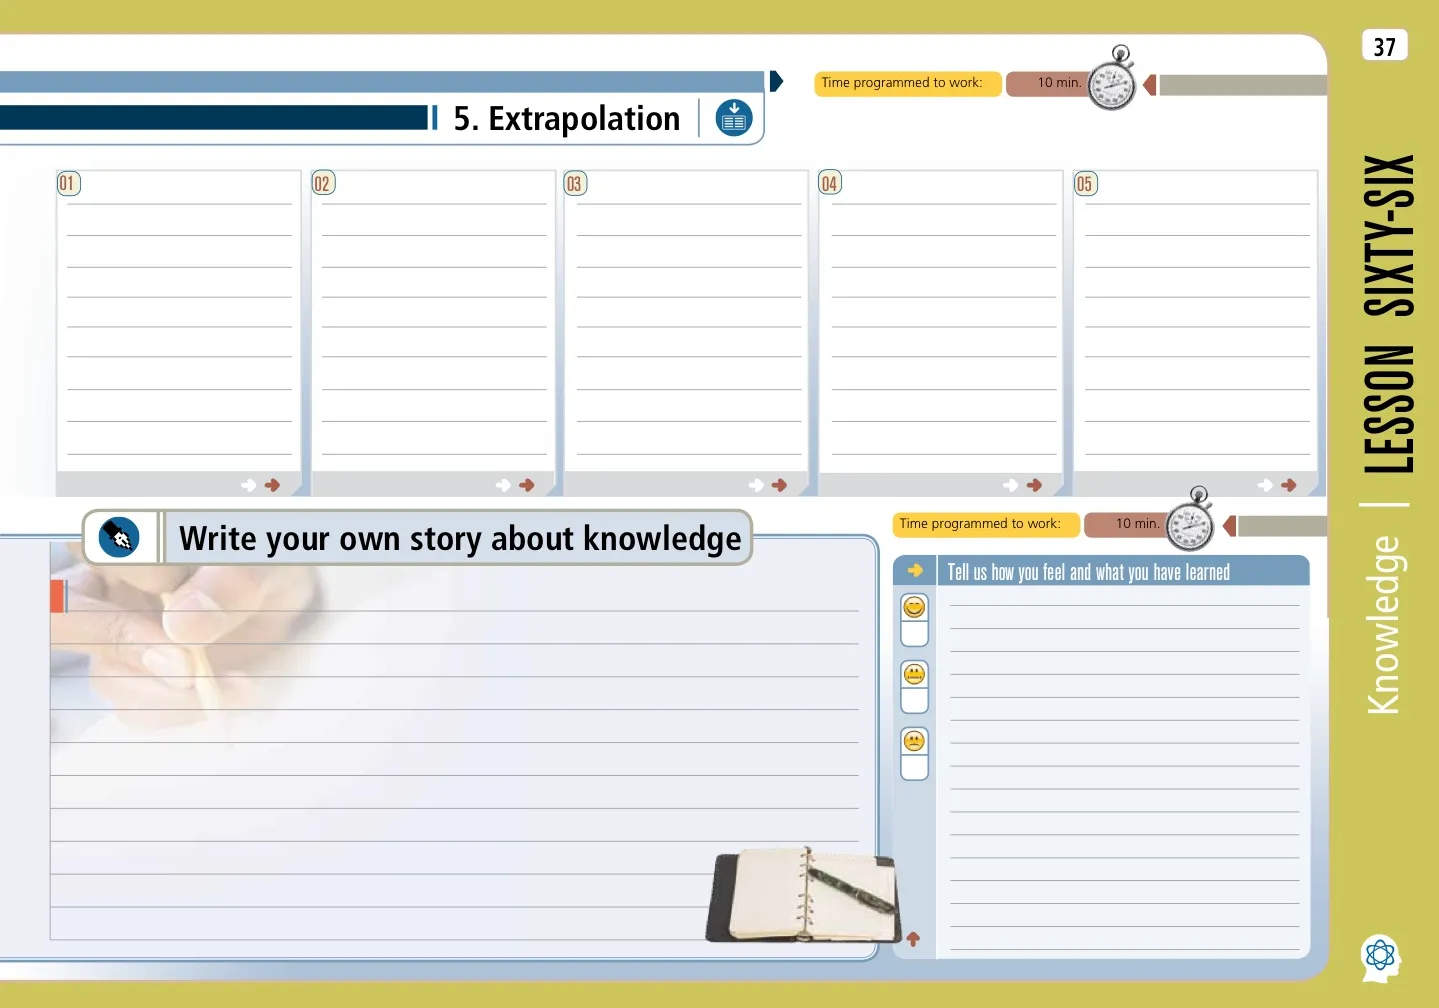 37
Time programmed to work:
10 min.
5. Extrapolation
01
02
03
04
05
Write your own story about knowledge
Time programmed to work:
10 min.
Tell us how you feel and what you have learned
Knowledge | LESSON SIXTY-SIX